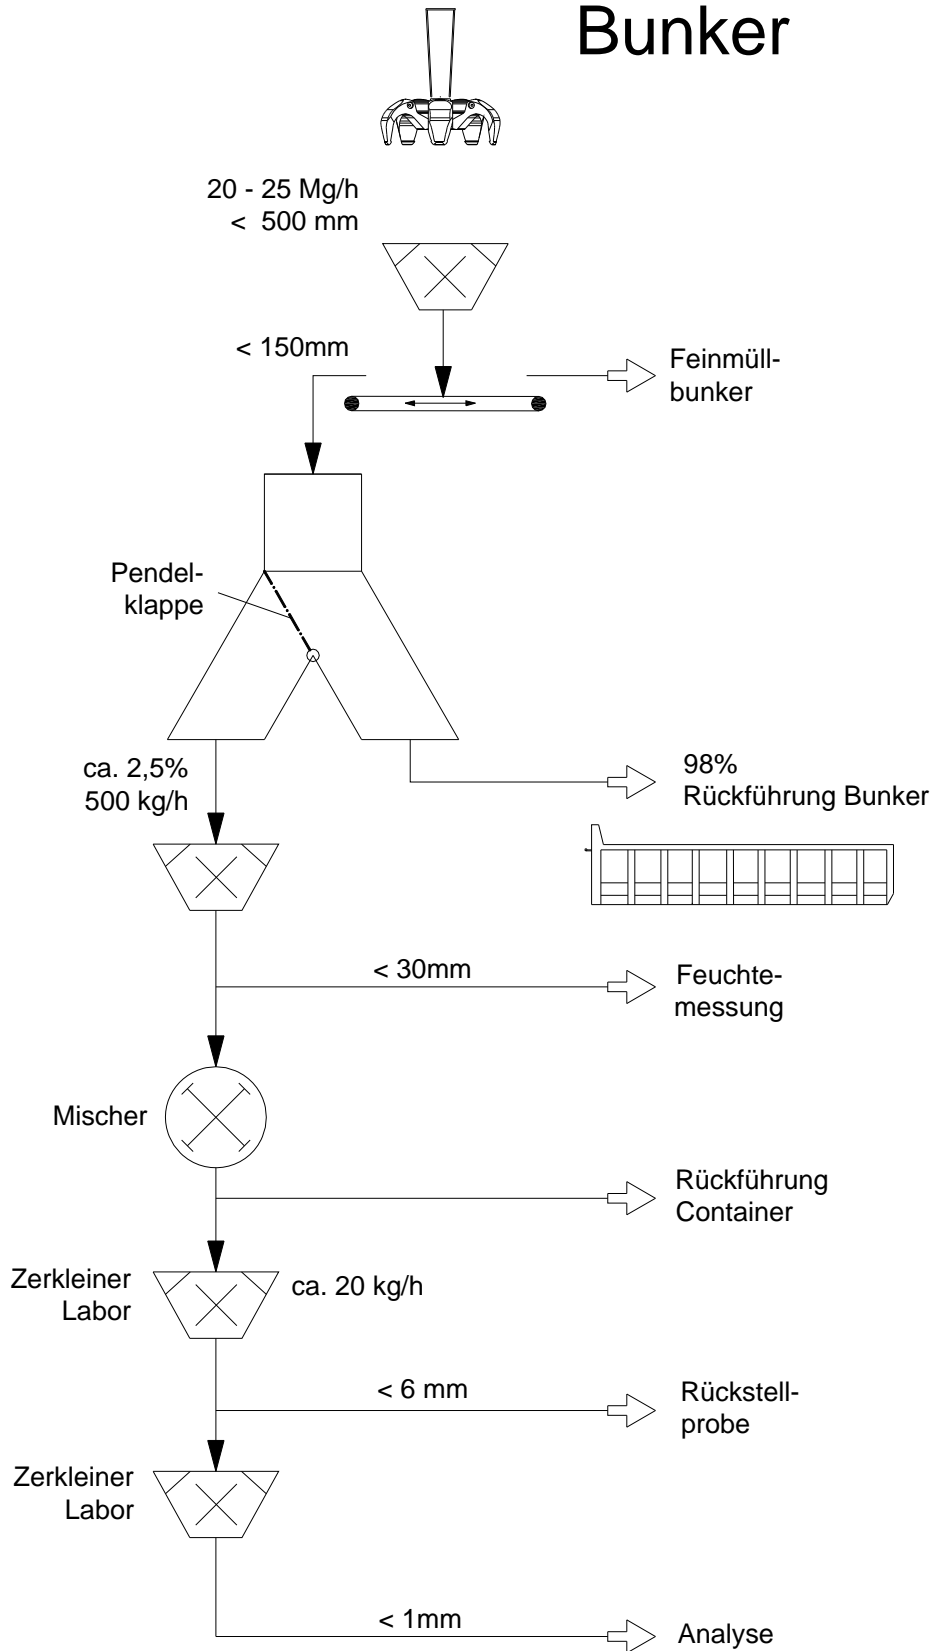 Bunker
20 - 25 Mg/h
< 500 mm
< 150mm
Feinmüll-
bunker
Pendel-
klappe
ca. 2,5%
500 kg/h
98%
Rückführung Bunker
< 30mm
Feuchte-
messung
Mischer
Rückführung
Container
Zerkleiner
Labor
ca. 20 kg/h
< 6 mm
Rückstell-
probe
Zerkleiner
Labor
< 1mm
Analyse